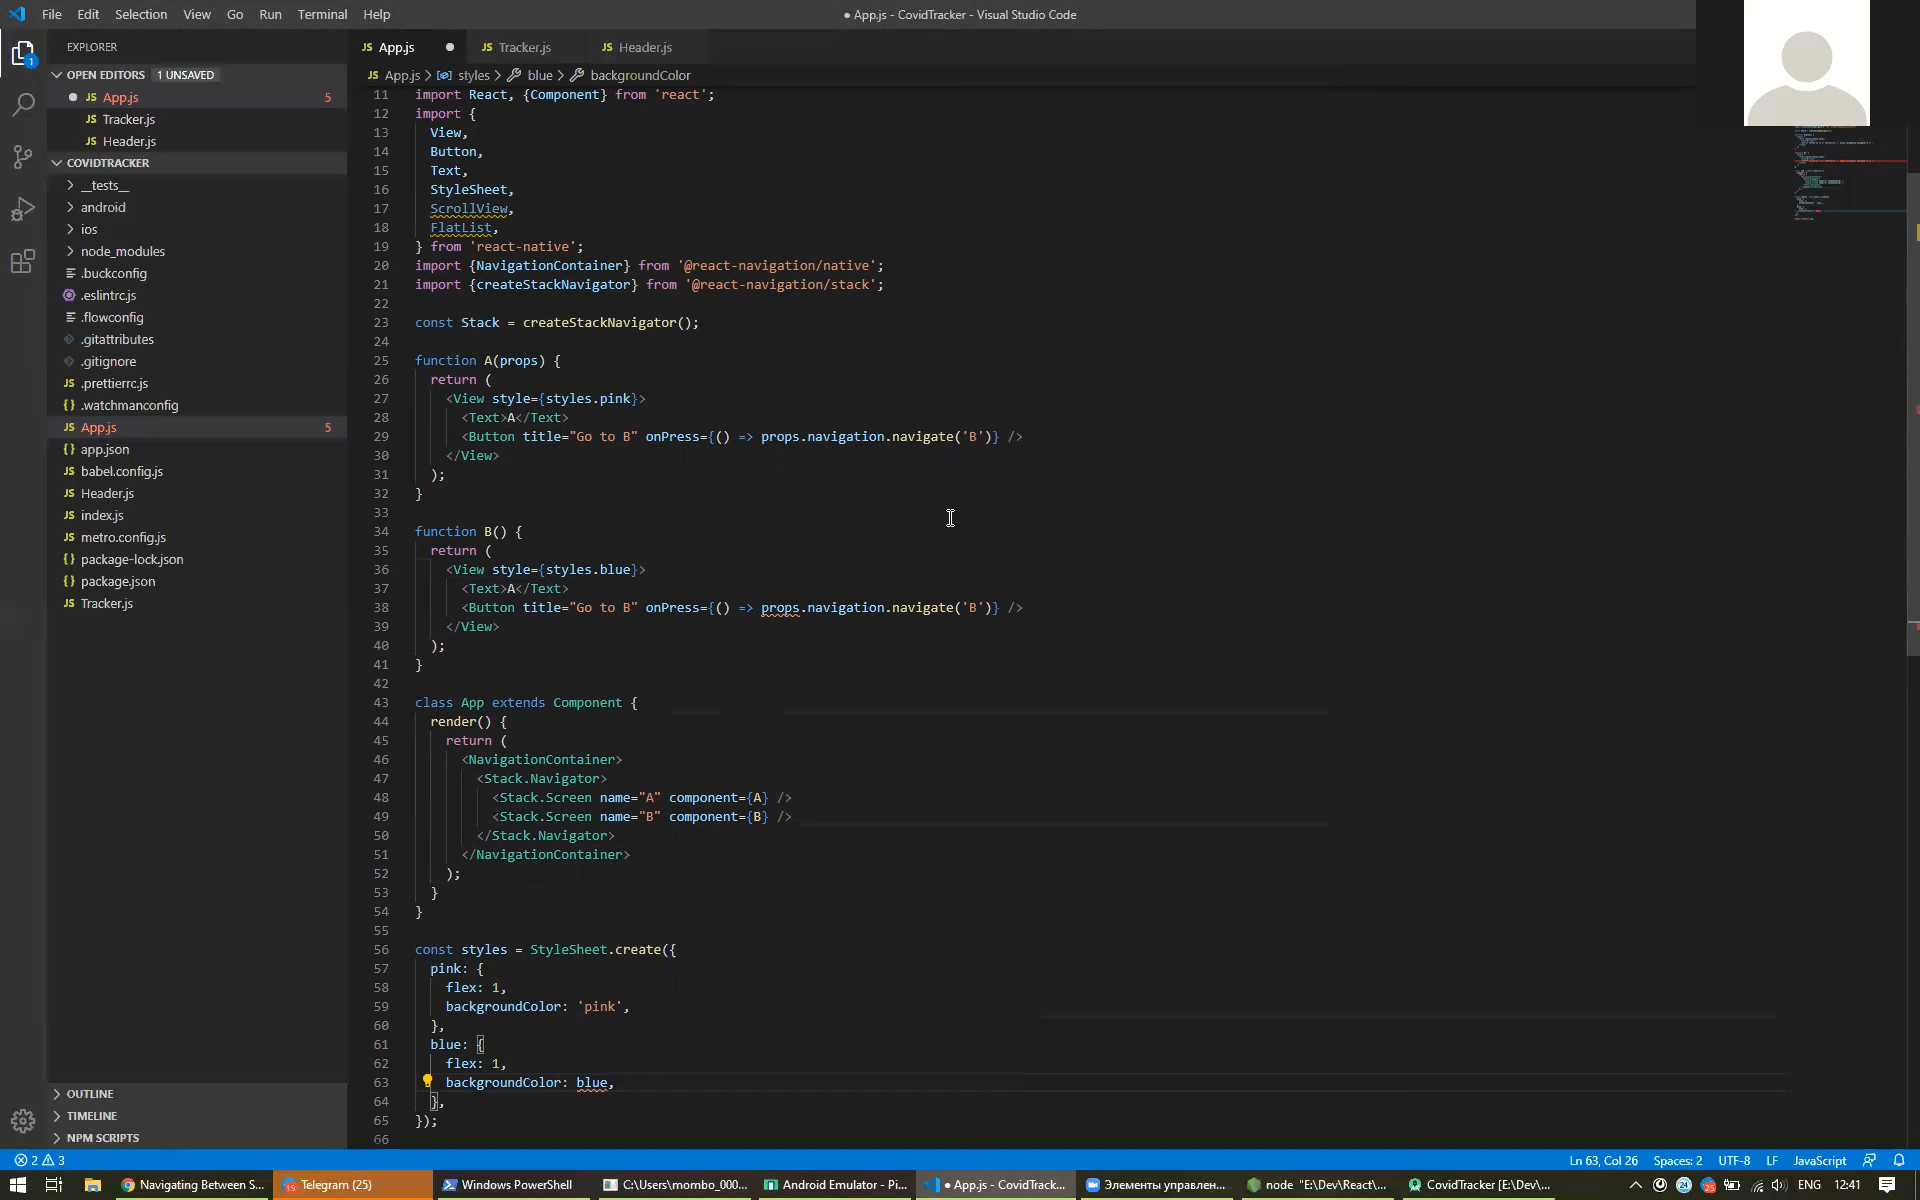 File Edit Selection View Go Run Terminal Help
● App.js - CovidTracker - Visual Studio Code
EXPLORER
OPEN EDITORS 1 UNSAVED
JS App.js 5
JS Tracker.js
JS Header.js
COVIDTRACKER
__tests__
android
ios
node_modules
.buckconfig
.eslintrc.js
.flowconfig
.gitattributes
.gitignore
JS .prettierrc.js
{} .watchmanconfig
JS App.js 5
{} app.json
JS babel.config.js
JS Header.js
JS index.js
JS metro.config.js
{} package-lock.json
{} package.json
JS Tracker.js
OUTLINE
TIMELINE
NPM SCRIPTS
JS App.js ● JS Tracker.js JS Header.js
JS App.js > styles > blue > backgroundColor
11 import React, {Component} from 'react';
12 import {
13 View,
14 Button,
15 Text,
16 StyleSheet,
17 ScrollView,
18 FlatList,
19 } from 'react-native';
20 import {NavigationContainer} from '@react-navigation/native';
21 import {createStackNavigator} from '@react-navigation/stack';
22
23 const Stack = createStackNavigator();
24
25 function A(props) {
26 return (
27 <View style={styles.pink}>
28 <Text>A</Text>
29 <Button title="Go to B" onPress={() => props.navigation.navigate('B')} />
30 </View>
31 );
32 }
33
34 function B() {
35 return (
36 <View style={styles.blue}>
37 <Text>A</Text>
38 <Button title="Go to B" onPress={() => props.navigation.navigate('B')} />
39 </View>
40 );
41 }
42
43 class App extends Component {
44 render() {
45 return (
46 <NavigationContainer>
47 <Stack.Navigator>
48 <Stack.Screen name="A" component={A} />
49 <Stack.Screen name="B" component={B} />
50 </Stack.Navigator>
51 </NavigationContainer>
52 );
53 }
54 }
55
56 const styles = StyleSheet.create({
57 pink: {
58 flex: 1,
59 backgroundColor: 'pink',
60 },
61 blue: {
62 flex: 1,
63 backgroundColor: blue,
64 },
65 });
66
2 3
Ln 63, Col 26 Spaces: 2 UTF-8 LF JavaScript
Navigating Between S... Telegram (25) Windows PowerShell C:\Users\mombo_000... Android Emulator - Pi... ● App.js - CovidTrack... Элементы управлен... node "E:\Dev\React\... CovidTracker [E:\Dev\... ENG 12:41